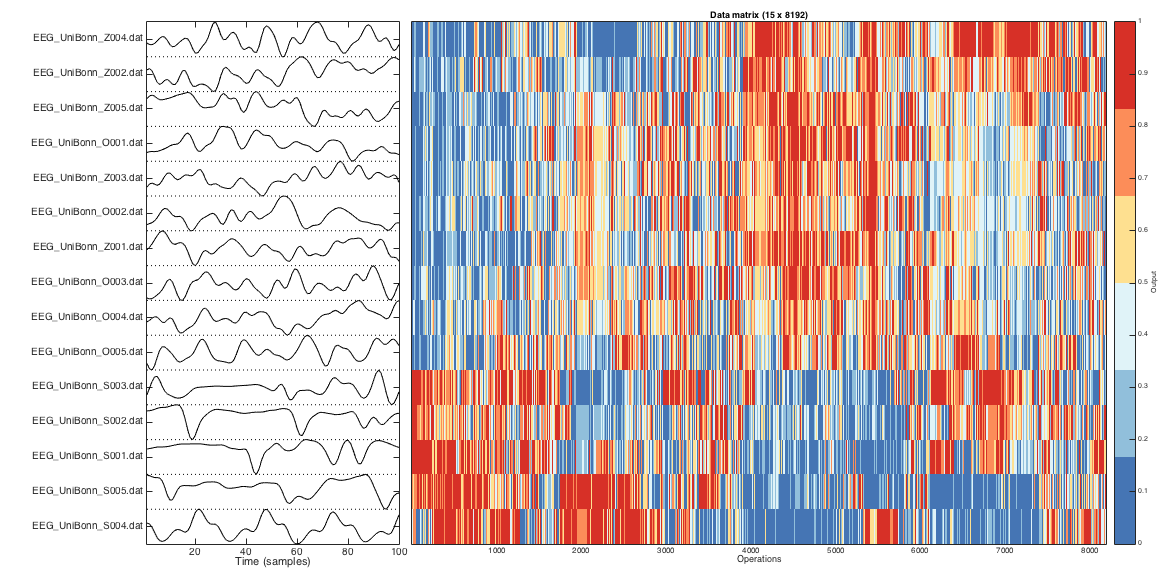 Data matrix (15 x 8192)
EEG_UniBonn_Z004.dat
EEG_UniBonn_Z002.dat
EEG_UniBonn_Z005.dat
EEG_UniBonn_O001.dat
EEG_UniBonn_Z003.dat
EEG_UniBonn_O002.dat
EEG_UniBonn_Z001.dat
EEG_UniBonn_O003.dat
EEG_UniBonn_O004.dat
EEG_UniBonn_O005.dat
EEG_UniBonn_S003.dat
EEG_UniBonn_S002.dat
EEG_UniBonn_S001.dat
EEG_UniBonn_S005.dat
EEG_UniBonn_S004.dat
20 40 60 80 100
Time (samples)
1000 2000 3000 4000 5000 6000 7000 8000
Operations
1
0.9
0.8
0.7
0.6
0.5
0.4
0.3
0.2
0.1
0
Output